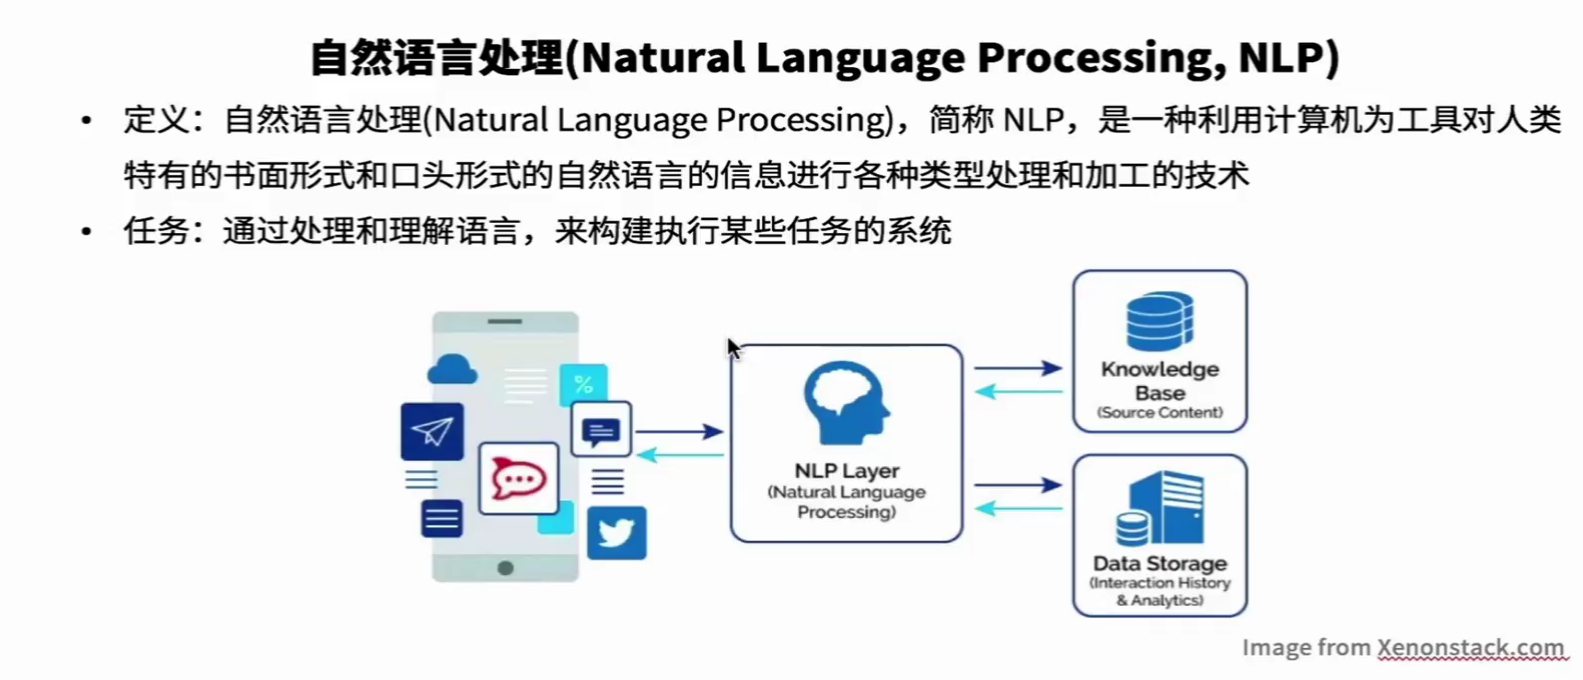 自然语言处理(Natural Language Processing, NLP)
• 定义：自然语言处理(Natural Language Processing)，简称 NLP，是一种利用计算机为工具对人类
特有的书面形式和口头形式的自然语言的信息进行各种类型处理和加工的技术
• 任务：通过处理和理解语言，来构建执行某些任务的系统
%
NLP Layer
(Natural Language
Processing)
Knowledge
Base
(Source Content)
Data Storage
(Interaction History
& Analytics)
Image from Xenonstack.com